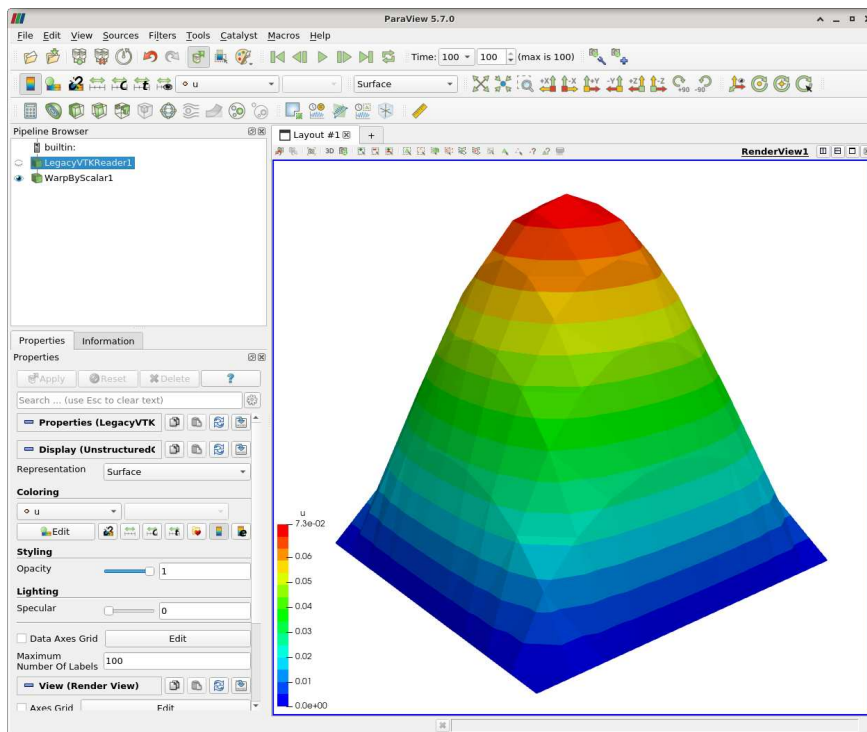 ParaView 5.7.0
File Edit View Sources Filters Tools Catalyst Macros Help
Time: 100 100 (max is 100)
u Surface +90 -90
Pipeline Browser
Layout #1 +
builtin:
3D RenderView1
LegacyVTKReader1
WarpByScalar1
Properties Information
Properties
Apply Reset Delete ?
Search ... (use Esc to clear text)
Properties (LegacyVTK
Display (Unstructured(
Representation Surface
Coloring
u
Edit
Styling
Opacity 1
Lighting
Specular 0
Data Axes Grid Edit
Maximum
Number Of Labels 100
View (Render View)
Axes Grid Edit
u
7.3e-02
0.06
0.05
0.04
0.03
0.02
0.01
0.0e+00